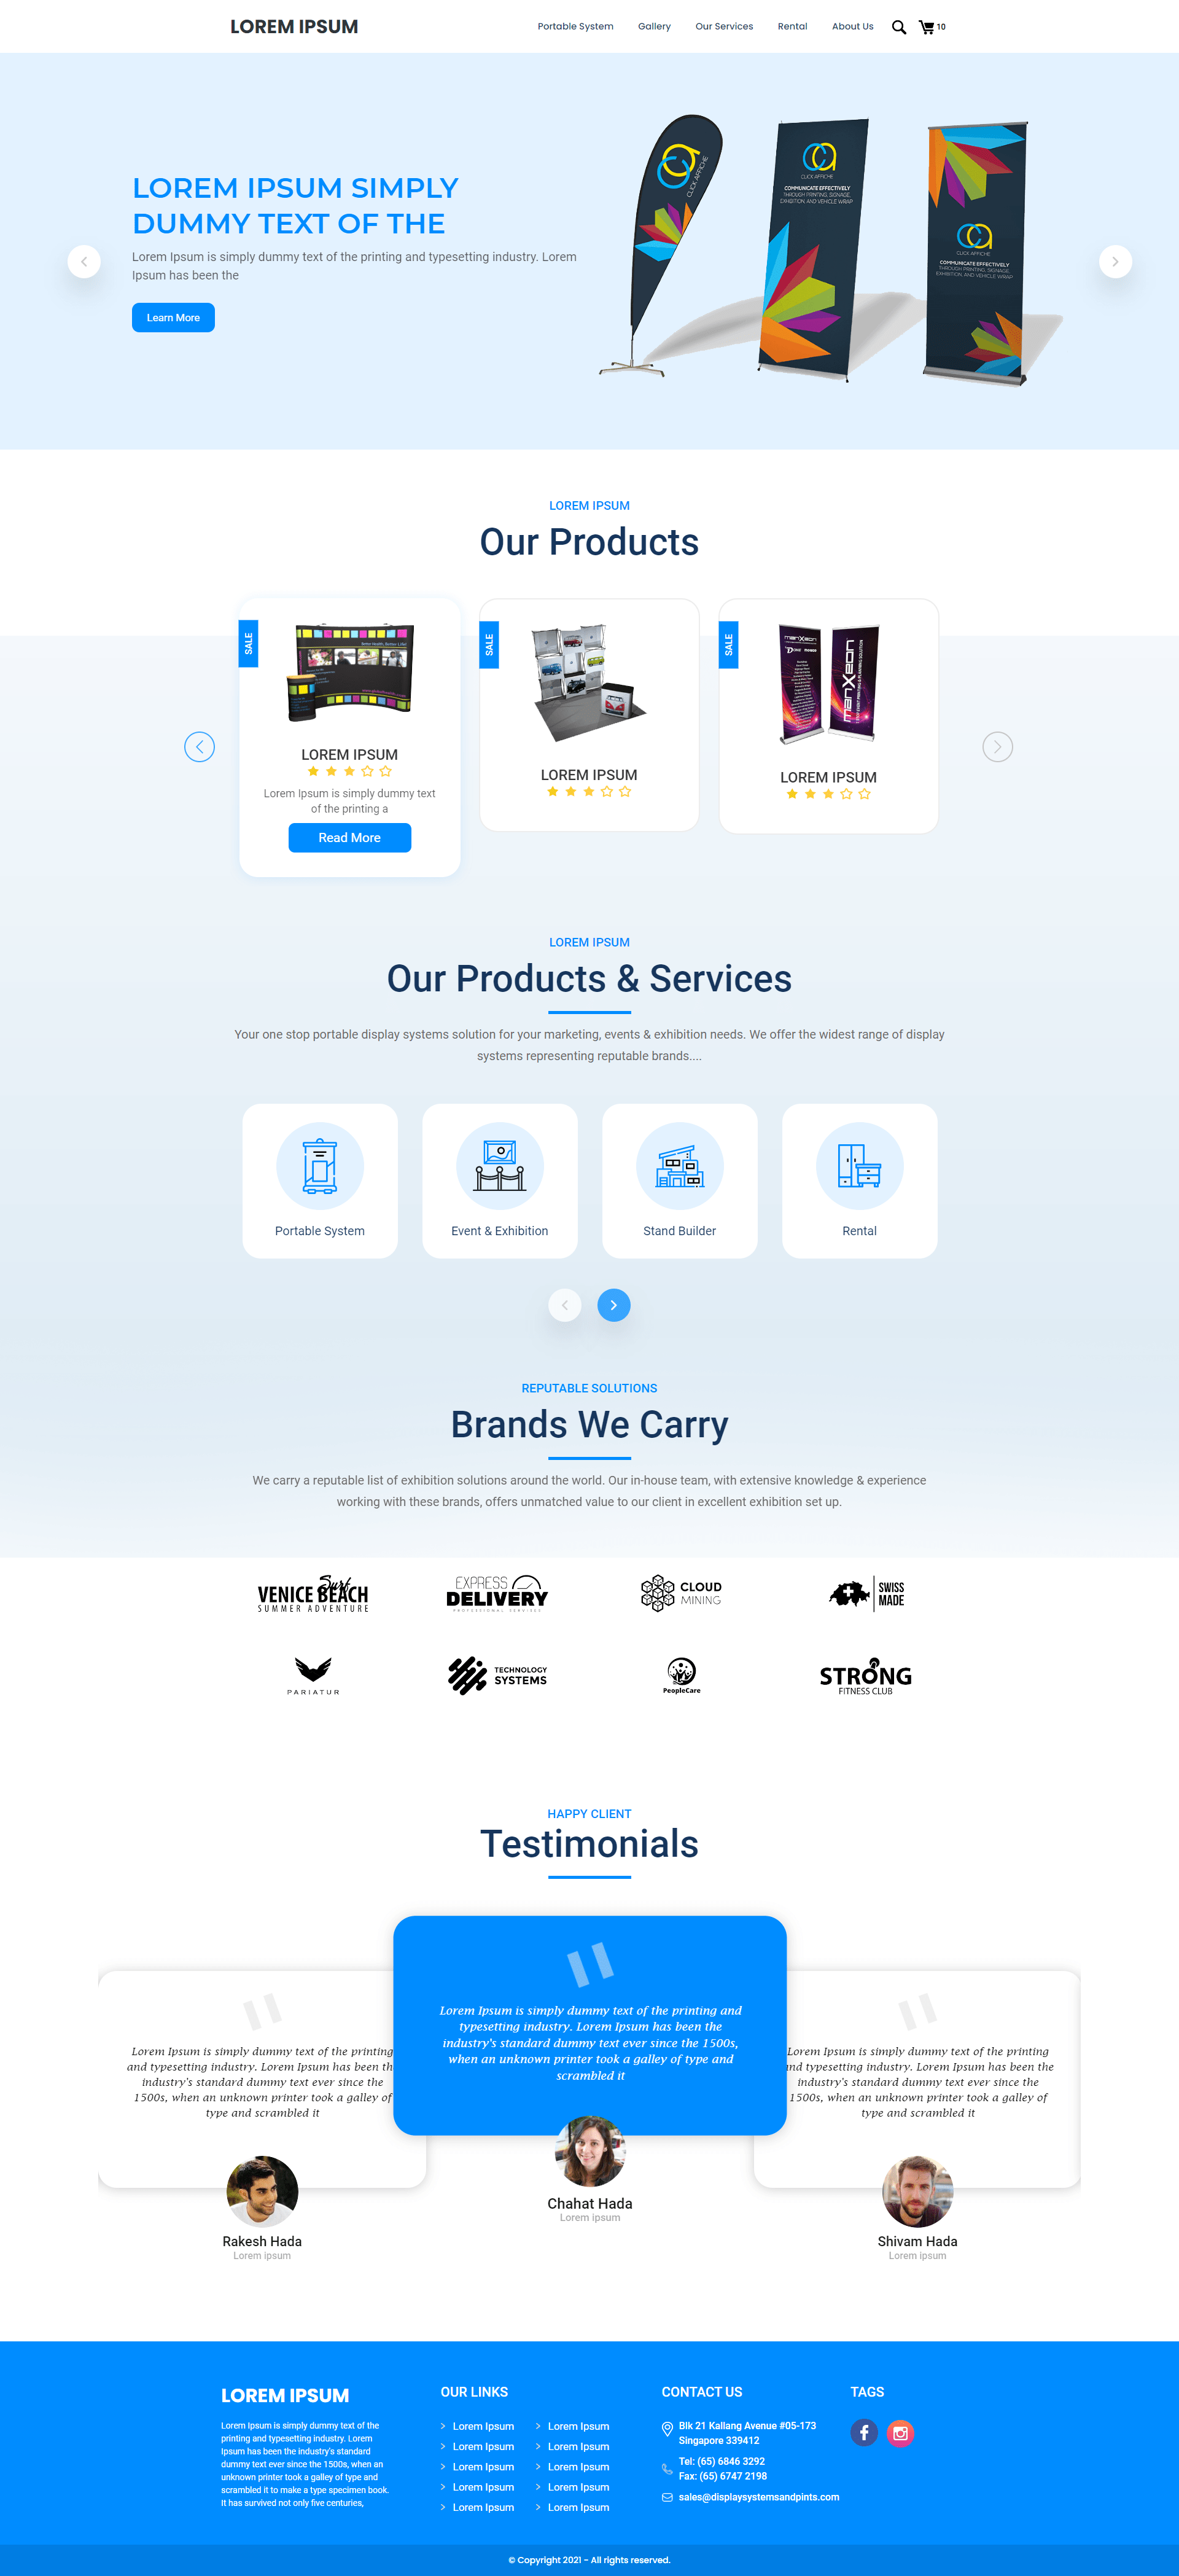 LOREM IPSUM
Portable System
Gallery
Our Services
Rental
About Us
10
LOREM IPSUM SIMPLY
DUMMY TEXT OF THE
Lorem Ipsum is simply dummy text of the printing and typesetting industry. Lorem
Ipsum has been the
Learn More
CLICK AFFICHE
CLICK AFFICHE
COMMUNICATE EFFECTIVELY
THROUGH PRINTING, SIGNAGE,
EXHIBITION AND VEHICLE WRAP
COMMUNICATE EFFECTIVELY
THROUGH PRINTING, SIGNAGE,
EXHIBITION, AND VEHICLE WRAP
LOREM IPSUM
Our Products
SALE
LOREM IPSUM
Lorem Ipsum is simply dummy text
of the printing a
Read More
SALE
LOREM IPSUM
SALE
manXeon
manXeon
LOREM IPSUM
LOREM IPSUM
Our Products & Services
Your one stop portable display systems solution for your marketing, events & exhibition needs. We offer the widest range of display
systems representing reputable brands....
Portable System
Event & Exhibition
Stand Builder
Rental
REPUTABLE SOLUTIONS
Brands We Carry
We carry a reputable list of exhibition solutions around the world. Our in-house team, with extensive knowledge & experience
working with these brands, offers unmatched value to our client in excellent exhibition set up.
Surf
VENICE BEACH
SUMMER ADVENTURE
EXPRESS
DELIVERY
PROFESSIONAL SERVICES
CLOUD
MINING
SWISS
MADE
PARIATUR
TECHNOLOGY
SYSTEMS
PeopleCare
STRONG
FITNESS CLUB
HAPPY CLIENT
Testimonials
Lorem Ipsum is simply dummy text of the printing
and typesetting industry. Lorem Ipsum has been th
industry's standard dummy text ever since the
1500s, when an unknown printer took a galley of
type and scrambled it
Rakesh Hada
Lorem ipsum
Lorem Ipsum is simply dummy text of the printing and
typesetting industry. Lorem Ipsum has been the
industry's standard dummy text ever since the 1500s,
when an unknown printer took a galley of type and
scrambled it
Chahat Hada
Lorem ipsum
Lorem Ipsum is simply dummy text of the printing
nd typesetting industry. Lorem Ipsum has been the
industry's standard dummy text ever since the
1500s, when an unknown printer took a galley of
type and scrambled it
Shivam Hada
Lorem ipsum
LOREM IPSUM
Lorem Ipsum is simply dummy text of the
printing and typesetting industry. Lorem
Ipsum has been the industry's standard
dummy text ever since the 1500s, when an
unknown printer took a galley of type and
scrambled it to make a type specimen book.
It has survived not only five centuries,
OUR LINKS
Lorem Ipsum
Lorem Ipsum
Lorem Ipsum
Lorem Ipsum
Lorem Ipsum
Lorem Ipsum
Lorem Ipsum
Lorem Ipsum
Lorem Ipsum
Lorem Ipsum
CONTACT US
Blk 21 Kallang Avenue #05-173
Singapore 339412
Tel: (65) 6846 3292
Fax: (65) 6747 2198
sales@displaysystemsandpints.com
TAGS
© Copyright 2021 - All rights reserved.